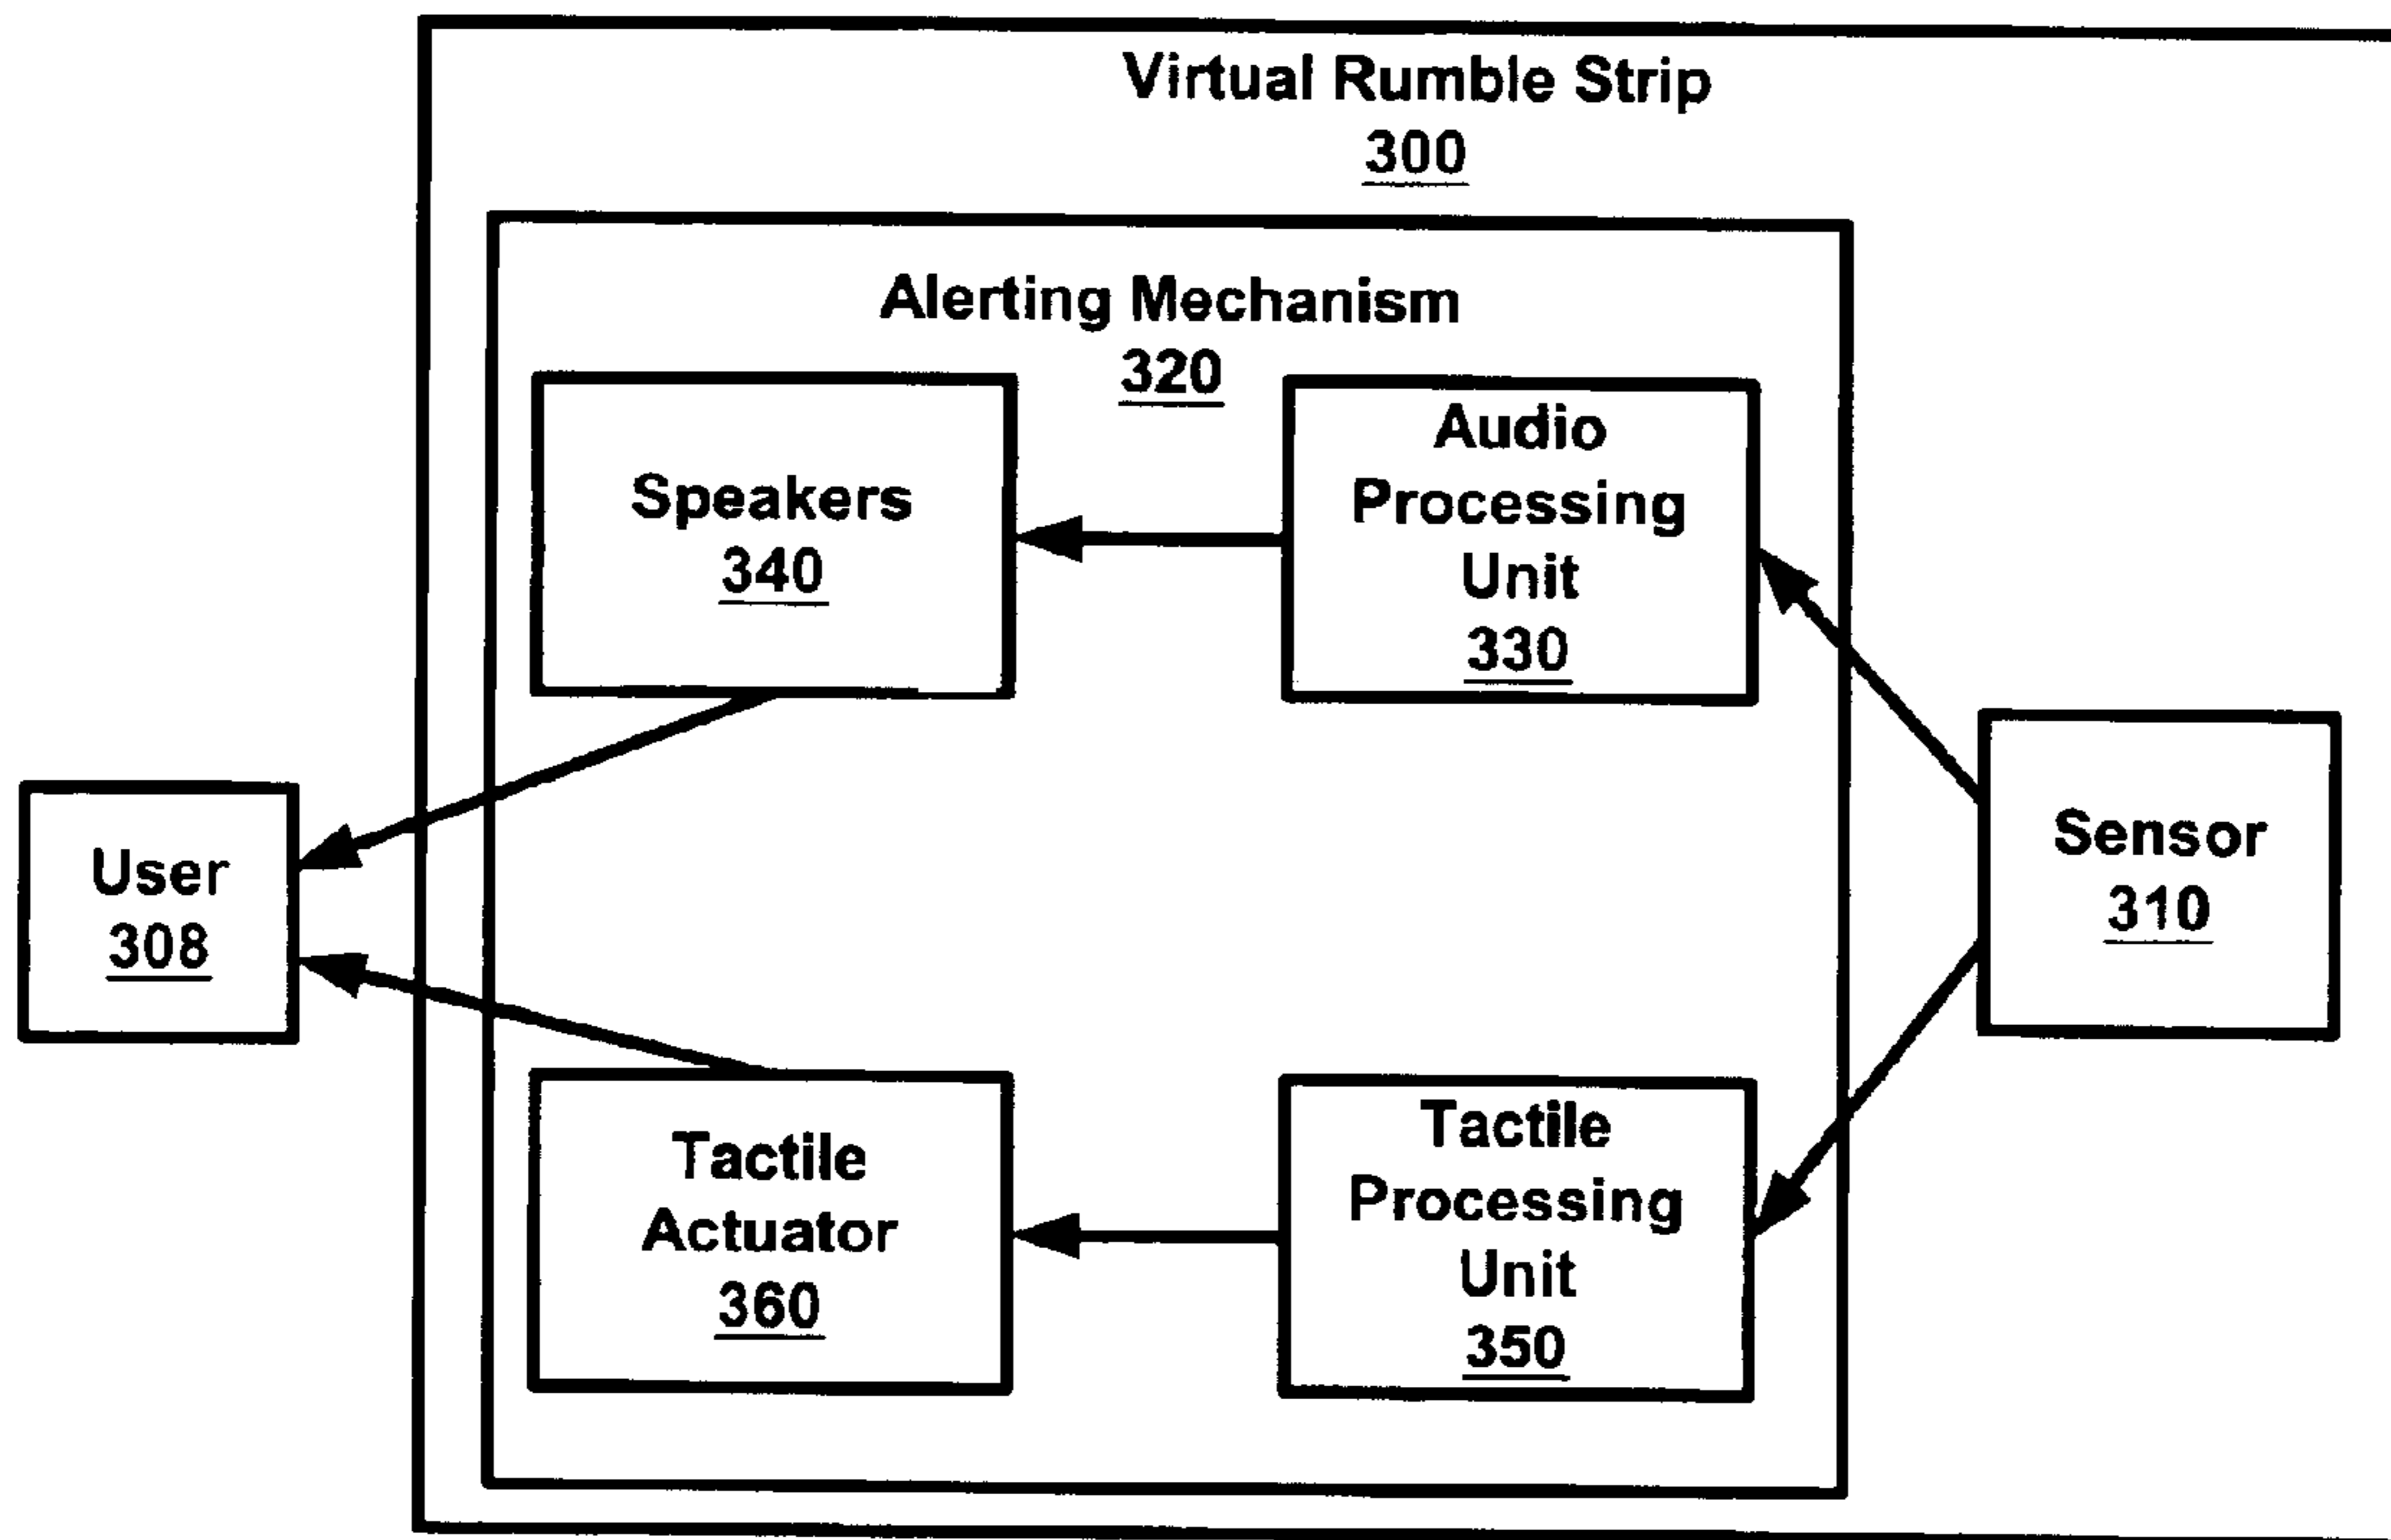 Virtual Rumble Strip
300
Alerting Mechanism
320
Speakers
340
Audio
Processing
Unit
330
User
308
Sensor
310
Tactile
Actuator
360
Tactile
Processing
Unit
350